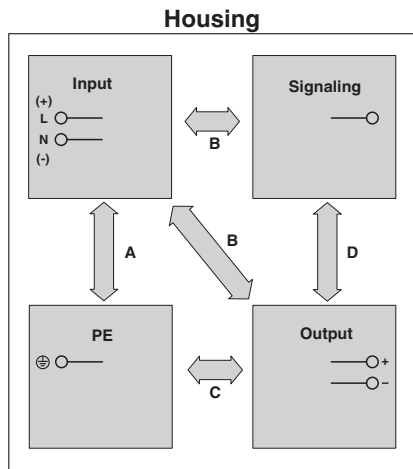 Housing
Input
(+)
L
N
(-)
Signaling
B
A
B
D
PE
Output
+
–
C